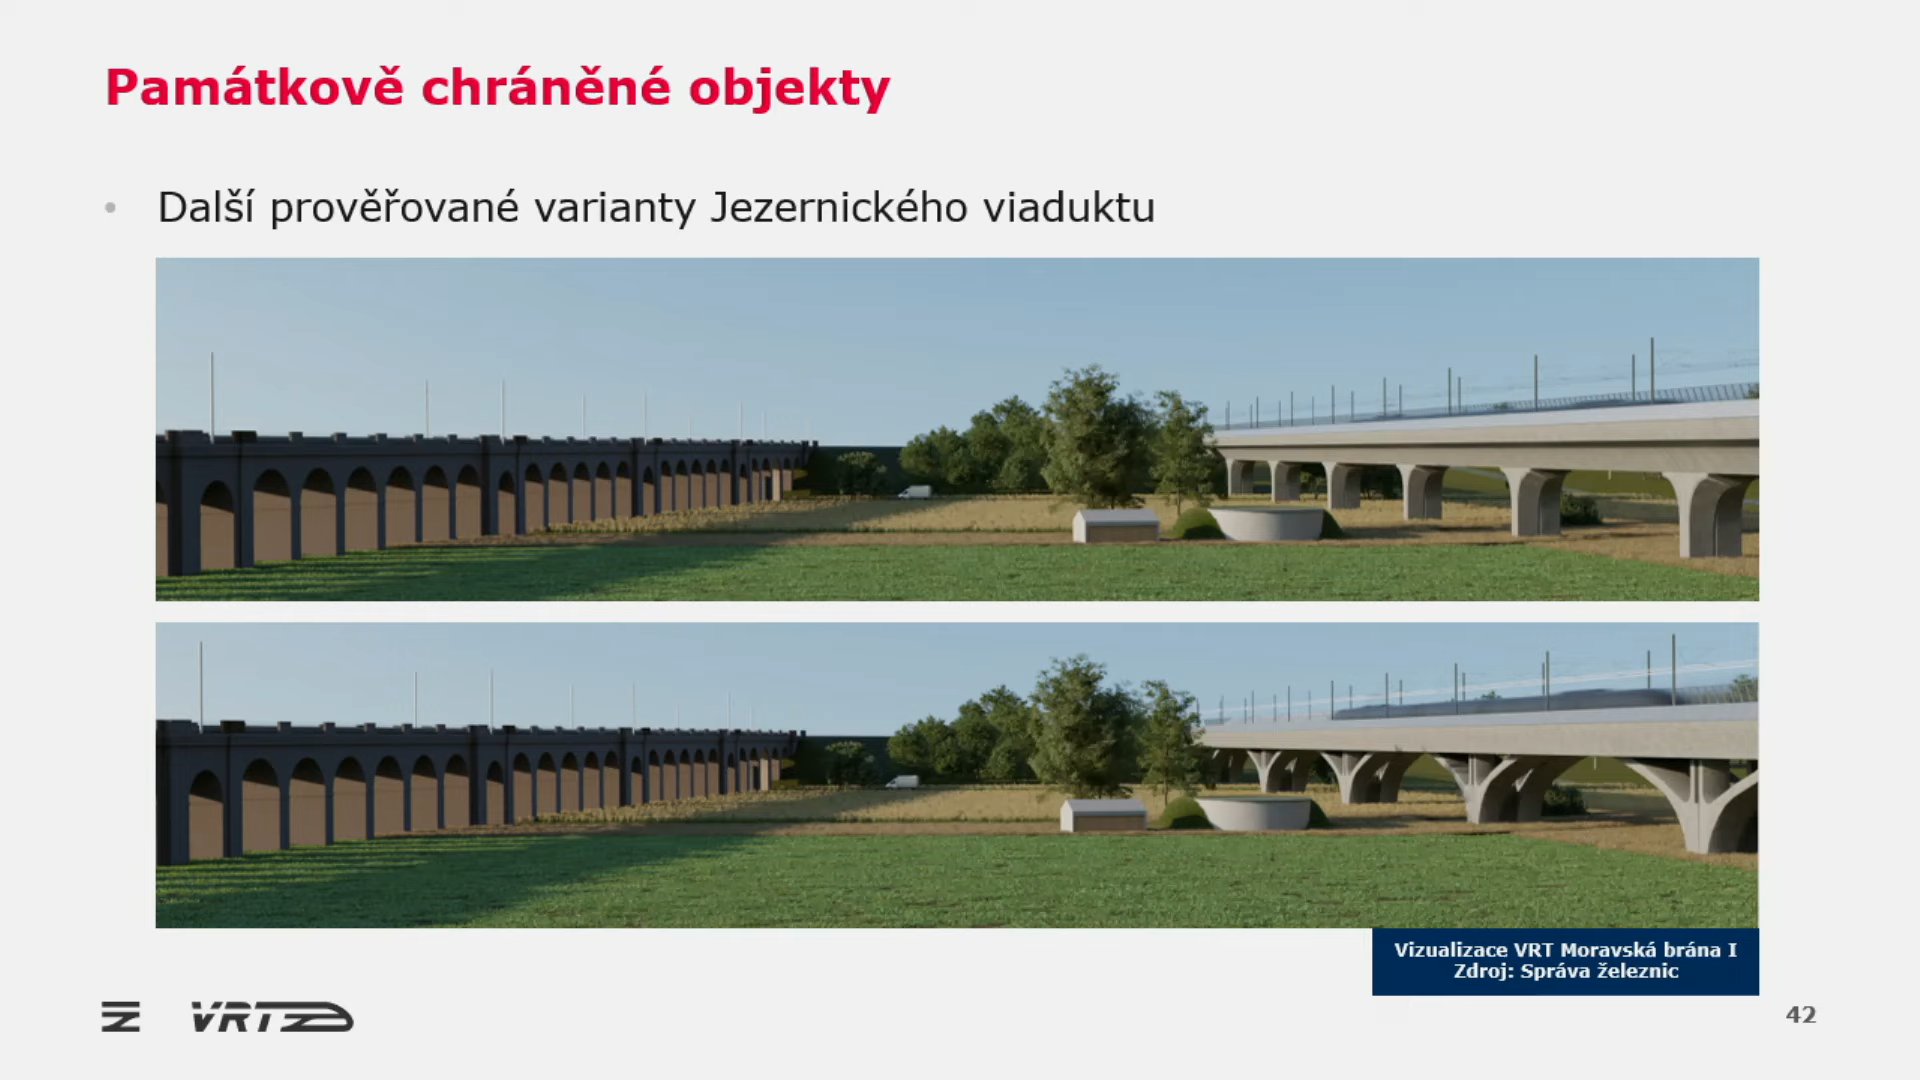 Památkově chráněné objekty
• Další prověřované varianty Jezernického viaduktu
Vizualizace VRT Moravská brána I
Zdroj: Správa železnic
VRT
42